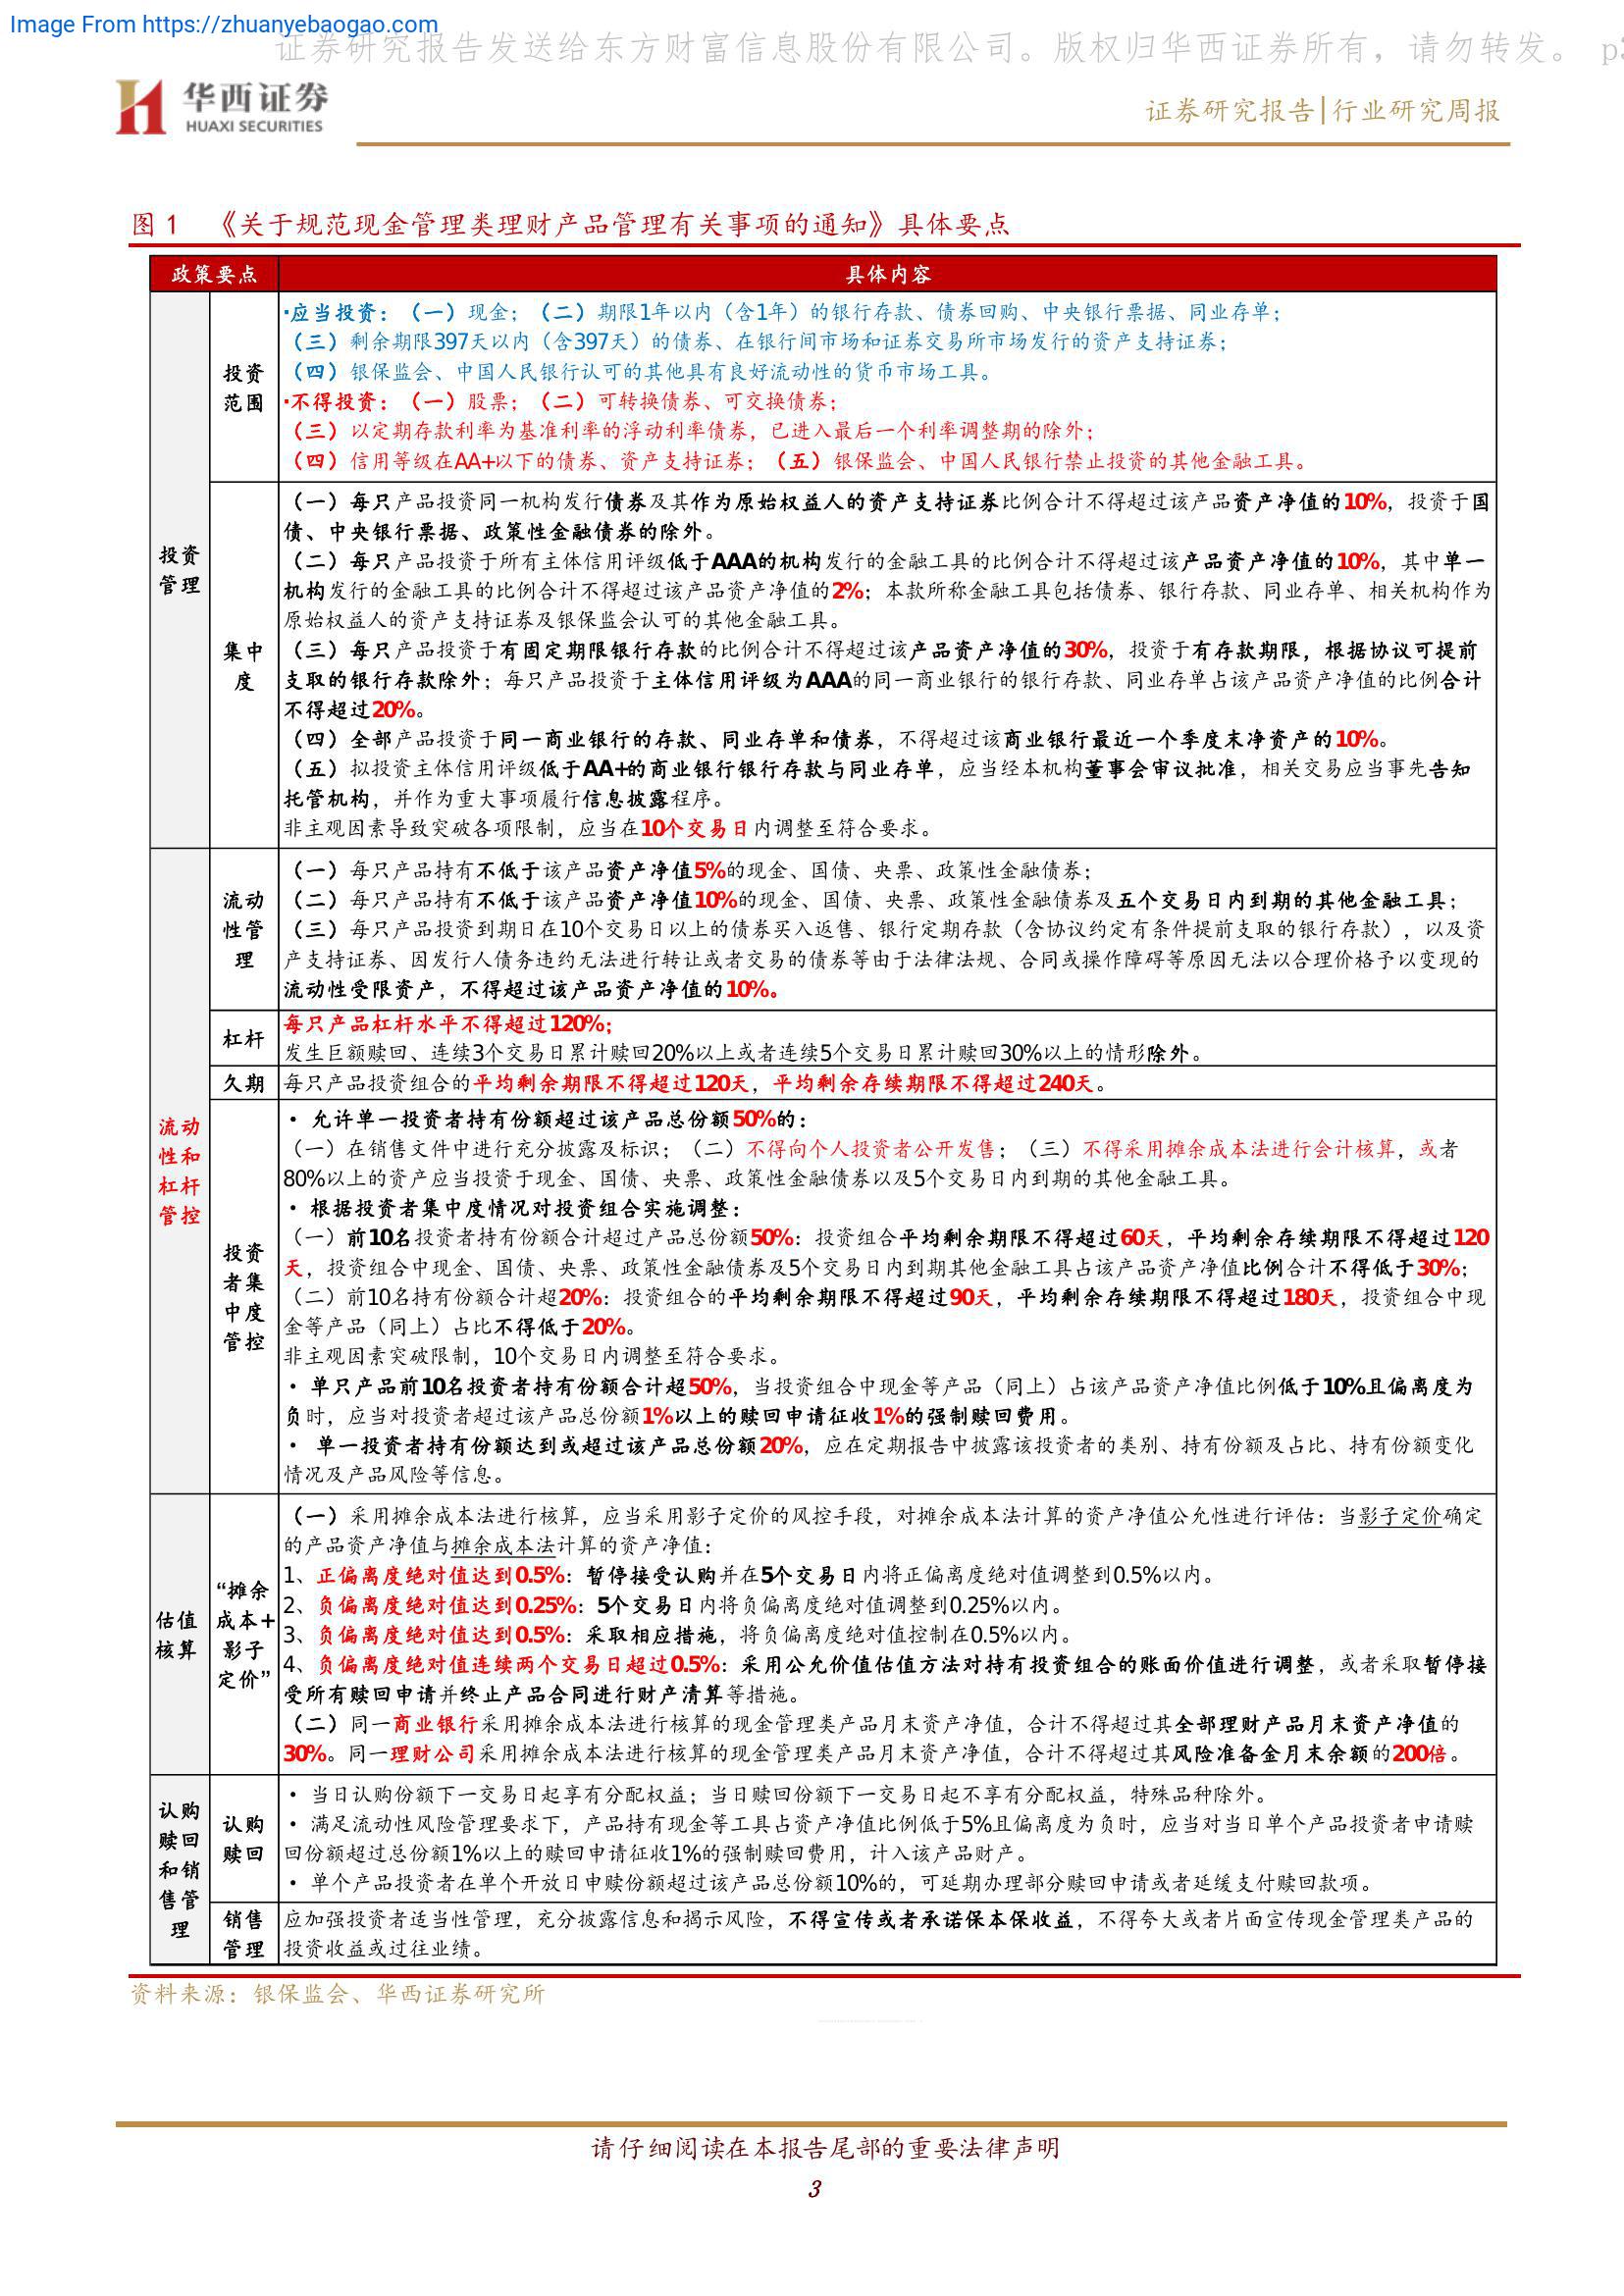 Image From https://zhuanyebaogao.com
证券研究报告发送给东方财富信息股份有限公司。版权归华西证券所有，请勿转发。 p3
华西证券
HUAXI SECURITIES
证券研究报告|行业研究周报
图 1 《关于规范现金管理类理财产品管理有关事项的通知》具体要点
政策要点 具体内容
投资
管理
投资
范围
·应当投资：（一）现金；（二）期限1年以内（含1年）的银行存款、债券回购、中央银行票据、同业存单；
（三）剩余期限397天以内（含397天）的债券、在银行间市场和证券交易所市场发行的资产支持证券；
（四）银保监会、中国人民银行认可的其他具有良好流动性的货币市场工具。
·不得投资：（一）股票；（二）可转换债券、可交换债券；
（三）以定期存款利率为基准利率的浮动利率债券，已进入最后一个利率调整期的除外；
（四）信用等级在AA+以下的债券、资产支持证券；（五）银保监会、中国人民银行禁止投资的其他金融工具。
集中
度
（一）每只产品投资同一机构发行债券及其作为原始权益人的资产支持证券比例合计不得超过该产品资产净值的10%，投资于国
债、中央银行票据、政策性金融债券的除外。
（二）每只产品投资于所有主体信用评级低于AAA的机构发行的金融工具的比例合计不得超过该产品资产净值的10%，其中单一
机构发行的金融工具的比例合计不得超过该产品资产净值的2%；本款所称金融工具包括债券、银行存款、同业存单、相关机构作为
原始权益人的资产支持证券及银保监会认可的其他金融工具。
（三）每只产品投资于有固定期限银行存款的比例合计不得超过该产品资产净值的30%，投资于有存款期限，根据协议可提前
支取的银行存款除外；每只产品投资于主体信用评级为AAA的同一商业银行的银行存款、同业存单占该产品资产净值的比例合计
不得超过20%。
（四）全部产品投资于同一商业银行的存款、同业存单和债券，不得超过该商业银行最近一个季度末净资产的10%。
（五）拟投资主体信用评级低于AA+的商业银行银行存款与同业存单，应当经本机构董事会审议批准，相关交易应当事先告知
托管机构，并作为重大事项履行信息披露程序。
非主观因素导致突破各项限制，应当在10个交易日内调整至符合要求。
流动
性和
杠杆
管控
流动
性管
理
（一）每只产品持有不低于该产品资产净值5%的现金、国债、央票、政策性金融债券；
（二）每只产品持有不低于该产品资产净值10%的现金、国债、央票、政策性金融债券及五个交易日内到期的其他金融工具；
（三）每只产品投资到期日在10个交易日以上的债券买入返售、银行定期存款（含协议约定有条件提前支取的银行存款），以及资
产支持证券、因发行人债务违约无法进行转让或者交易的债券等由于法律法规、合同或操作障碍等原因无法以合理价格予以变现的
流动性受限资产，不得超过该产品资产净值的10%。
杠杆
每只产品杠杆水平不得超过120%；
发生巨额赎回、连续3个交易日累计赎回20%以上或者连续5个交易日累计赎回30%以上的情形除外。
久期 每只产品投资组合的平均剩余期限不得超过120天，平均剩余存续期限不得超过240天。
投资
者集
中度
管控
· 允许单一投资者持有份额超过该产品总份额50%的：
（一）在销售文件中进行充分披露及标识；（二）不得向个人投资者公开发售；（三）不得采用摊余成本法进行会计核算，或者
80%以上的资产应当投资于现金、国债、央票、政策性金融债券以及5个交易日内到期的其他金融工具。
· 根据投资者集中度情况对投资组合实施调整：
（一）前10名投资者持有份额合计超过产品总份额50%：投资组合平均剩余期限不得超过60天，平均剩余存续期限不得超过120
天，投资组合中现金、国债、央票、政策性金融债券及5个交易日内到期其他金融工具占该产品资产净值比例合计不得低于30%；
（二）前10名持有份额合计超20%：投资组合的平均剩余期限不得超过90天，平均剩余存续期限不得超过180天，投资组合中现
金等产品（同上）占比不得低于20%。
非主观因素突破限制，10个交易日内调整至符合要求。
· 单只产品前10名投资者持有份额合计超50%，当投资组合中现金等产品（同上）占该产品资产净值比例低于10%且偏离度为
负时，应当对投资者超过该产品总份额1%以上的赎回申请征收1%的强制赎回费用。
· 单一投资者持有份额达到或超过该产品总份额20%，应在定期报告中披露该投资者的类别、持有份额及占比、持有份额变化
情况及产品风险等信息。
估值
核算
“摊余
成本+
影子
定价”
（一）采用摊余成本法进行核算，应当采用影子定价的风控手段，对摊余成本法计算的资产净值公允性进行评估：当影子定价确定
的产品资产净值与摊余成本法计算的资产净值：
1、正偏离度绝对值达到0.5%：暂停接受认购并在5个交易日内将正偏离度绝对值调整到0.5%以内。
2、负偏离度绝对值达到0.25%：5个交易日内将负偏离度绝对值调整到0.25%以内。
3、负偏离度绝对值达到0.5%：采取相应措施，将负偏离度绝对值控制在0.5%以内。
4、负偏离度绝对值连续两个交易日超过0.5%：采用公允价值估值方法对持有投资组合的账面价值进行调整，或者采取暂停接
受所有赎回申请并终止产品合同进行财产清算等措施。
（二）同一商业银行采用摊余成本法进行核算的现金管理类产品月末资产净值，合计不得超过其全部理财产品月末资产净值的
30%。同一理财公司采用摊余成本法进行核算的现金管理类产品月末资产净值，合计不得超过其风险准备金月末余额的200倍。
认购
赎回
和销
售管
理
认购
赎回
· 当日认购份额下一交易日起享有分配权益；当日赎回份额下一交易日起不享有分配权益，特殊品种除外。
· 满足流动性风险管理要求下，产品持有现金等工具占资产净值比例低于5%且偏离度为负时，应当对当日单个产品投资者申请赎
回份额超过总份额1%以上的赎回申请征收1%的强制赎回费用，计入该产品财产。
· 单个产品投资者在单个开放日申赎份额超过该产品总份额10%的，可延期办理部分赎回申请或者延缓支付赎回款项。
销售
管理
应加强投资者适当性管理，充分披露信息和揭示风险，不得宣传或者承诺保本保收益，不得夸大或者片面宣传现金管理类产品的
投资收益或过往业绩。
资料来源：银保监会、华西证券研究所
请仔细阅读在本报告尾部的重要法律声明
3